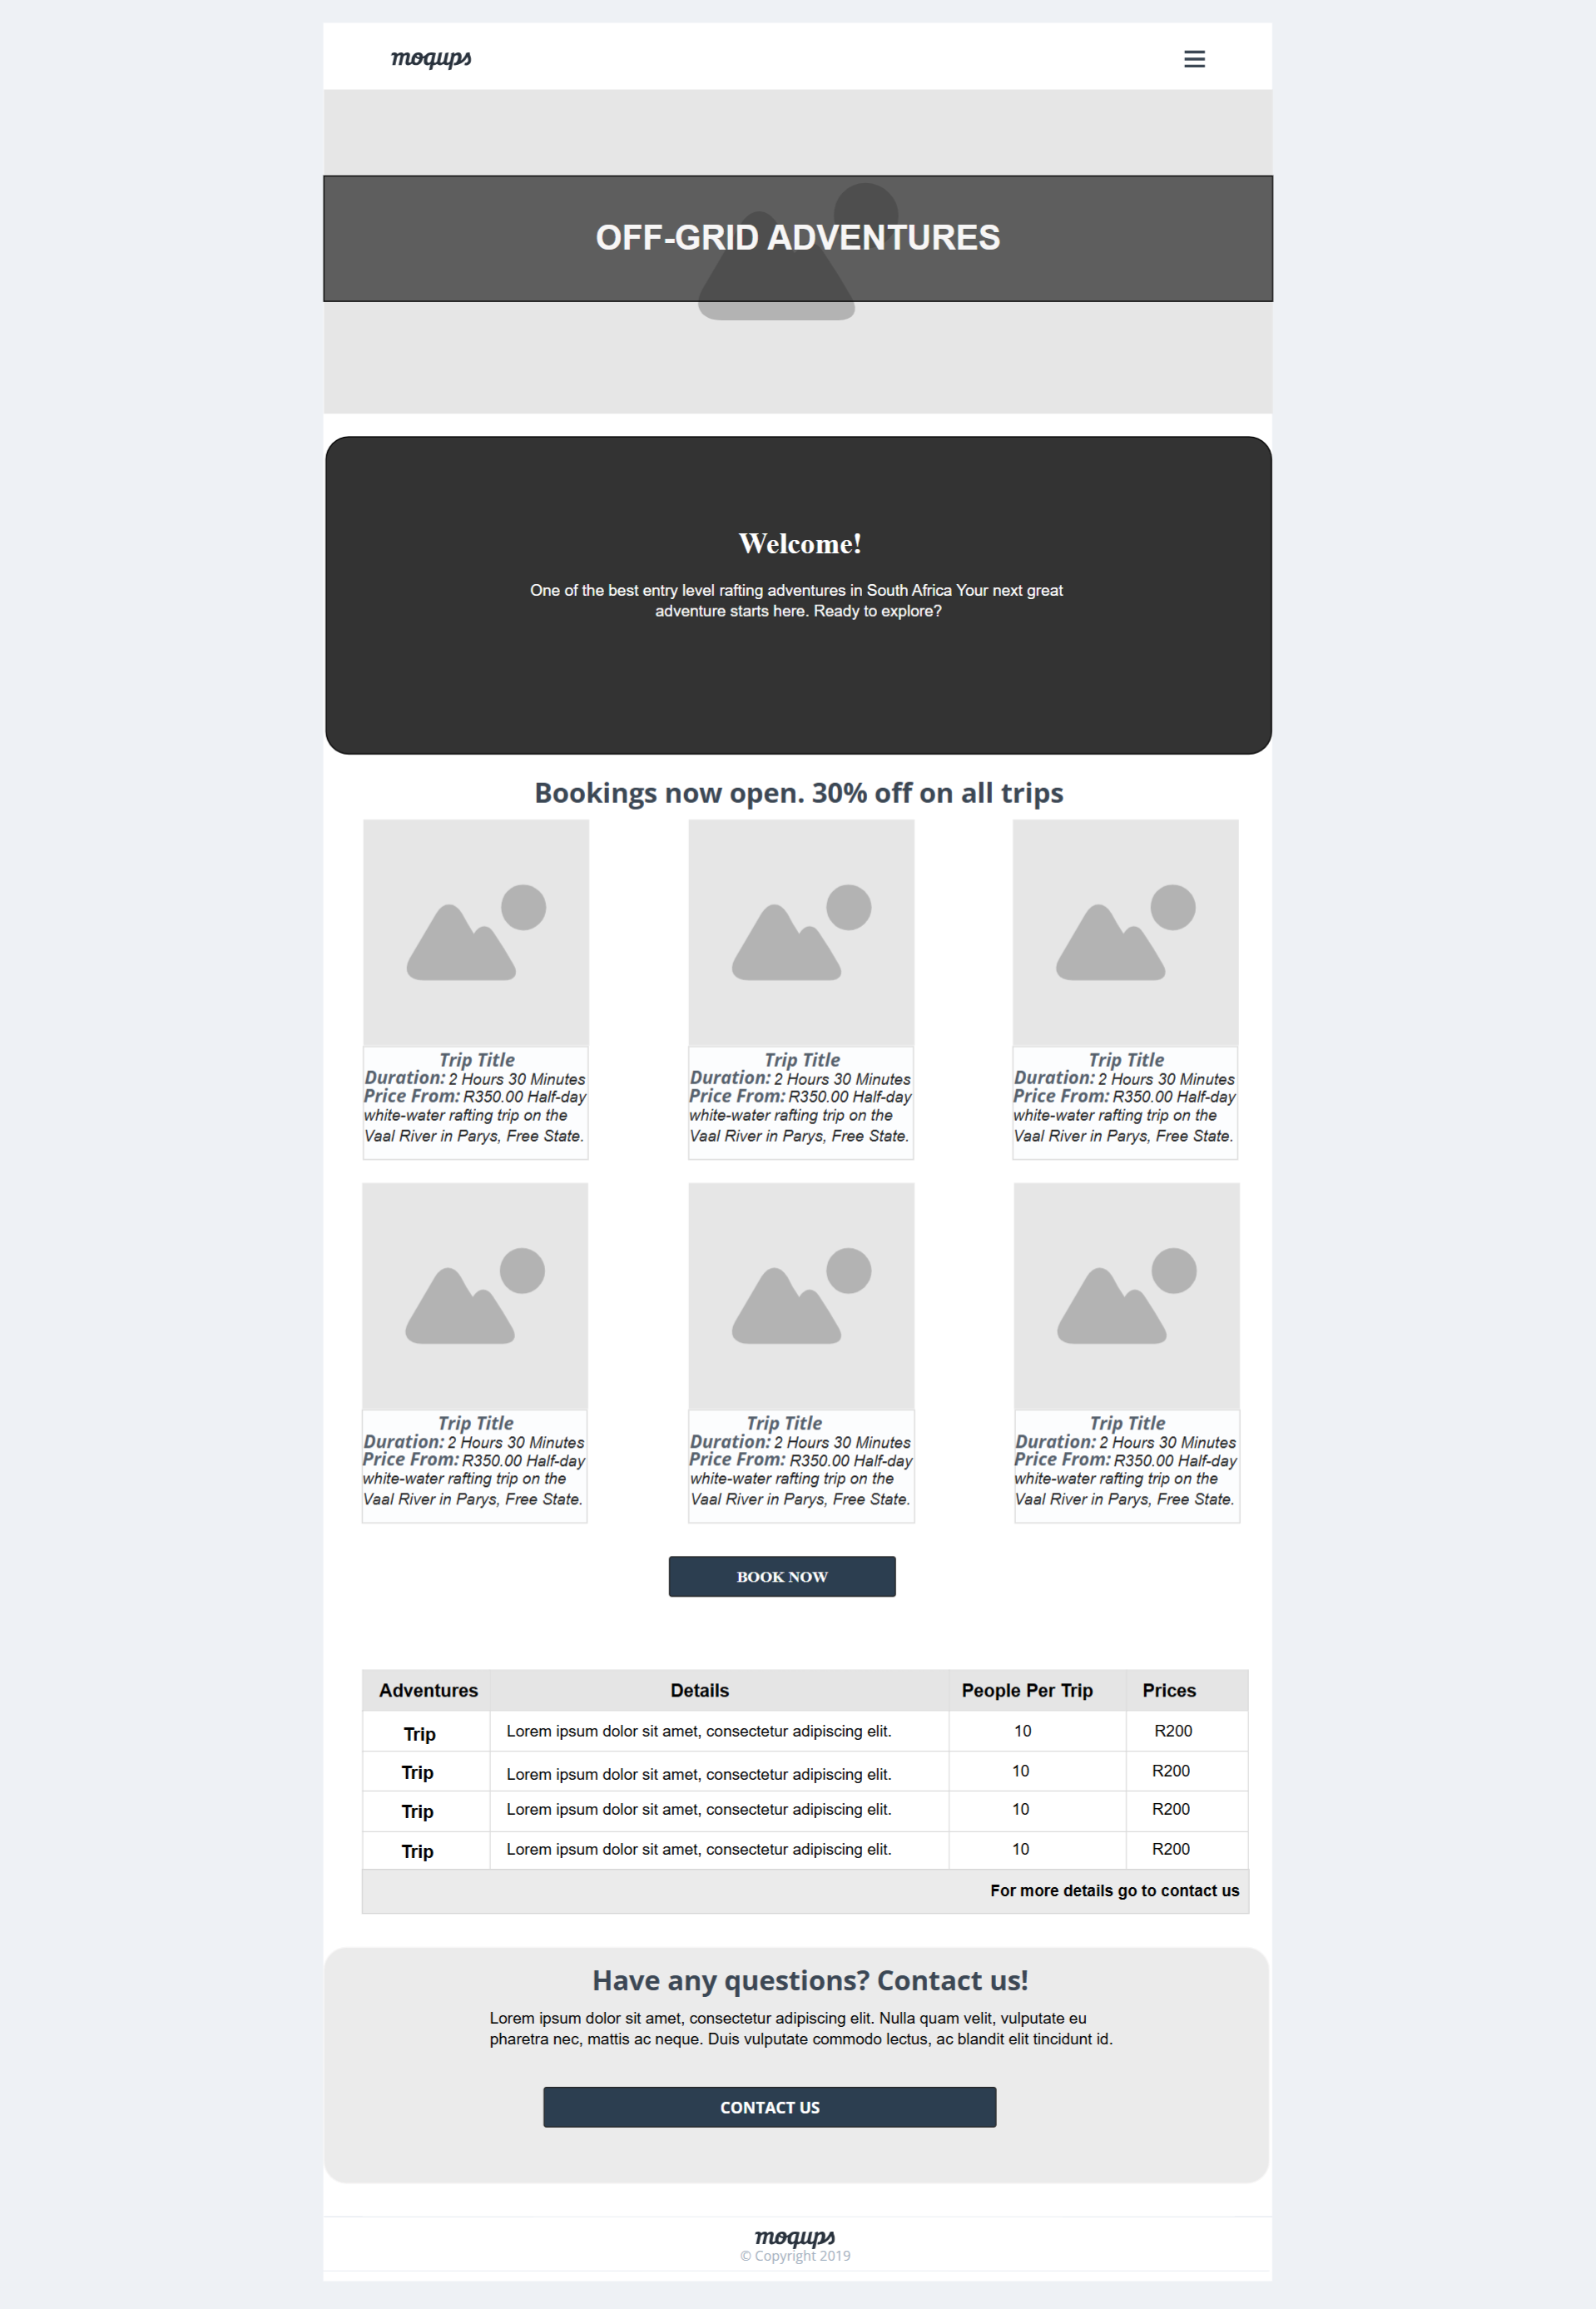 moqups
OFF-GRID ADVENTURES
Welcome!
One of the best entry level rafting adventures in South Africa Your next great
adventure starts here. Ready to explore?
Bookings now open. 30% off on all trips
Trip Title
Duration: 2 Hours 30 Minutes
Price From: R350.00 Half-day
white-water rafting trip on the
Vaal River in Parys, Free State.
Trip Title
Duration: 2 Hours 30 Minutes
Price From: R350.00 Half-day
white-water rafting trip on the
Vaal River in Parys, Free State.
Trip Title
Duration: 2 Hours 30 Minutes
Price From: R350.00 Half-day
white-water rafting trip on the
Vaal River in Parys, Free State.
Trip Title
Duration: 2 Hours 30 Minutes
Price From: R350.00 Half-day
white-water rafting trip on the
Vaal River in Parys, Free State.
Trip Title
Duration: 2 Hours 30 Minutes
Price From: R350.00 Half-day
white-water rafting trip on the
Vaal River in Parys, Free State.
Trip Title
Duration: 2 Hours 30 Minutes
Price From: R350.00 Half-day
white-water rafting trip on the
Vaal River in Parys, Free State.
BOOK NOW
Adventures Details People Per Trip Prices
Trip Lorem ipsum dolor sit amet, consectetur adipiscing elit. 10 R200
Trip Lorem ipsum dolor sit amet, consectetur adipiscing elit. 10 R200
Trip Lorem ipsum dolor sit amet, consectetur adipiscing elit. 10 R200
Trip Lorem ipsum dolor sit amet, consectetur adipiscing elit. 10 R200
For more details go to contact us
Have any questions? Contact us!
Lorem ipsum dolor sit amet, consectetur adipiscing elit. Nulla quam velit, vulputate eu
pharetra nec, mattis ac neque. Duis vulputate commodo lectus, ac blandit elit tincidunt id.
CONTACT US
moqups
© Copyright 2019